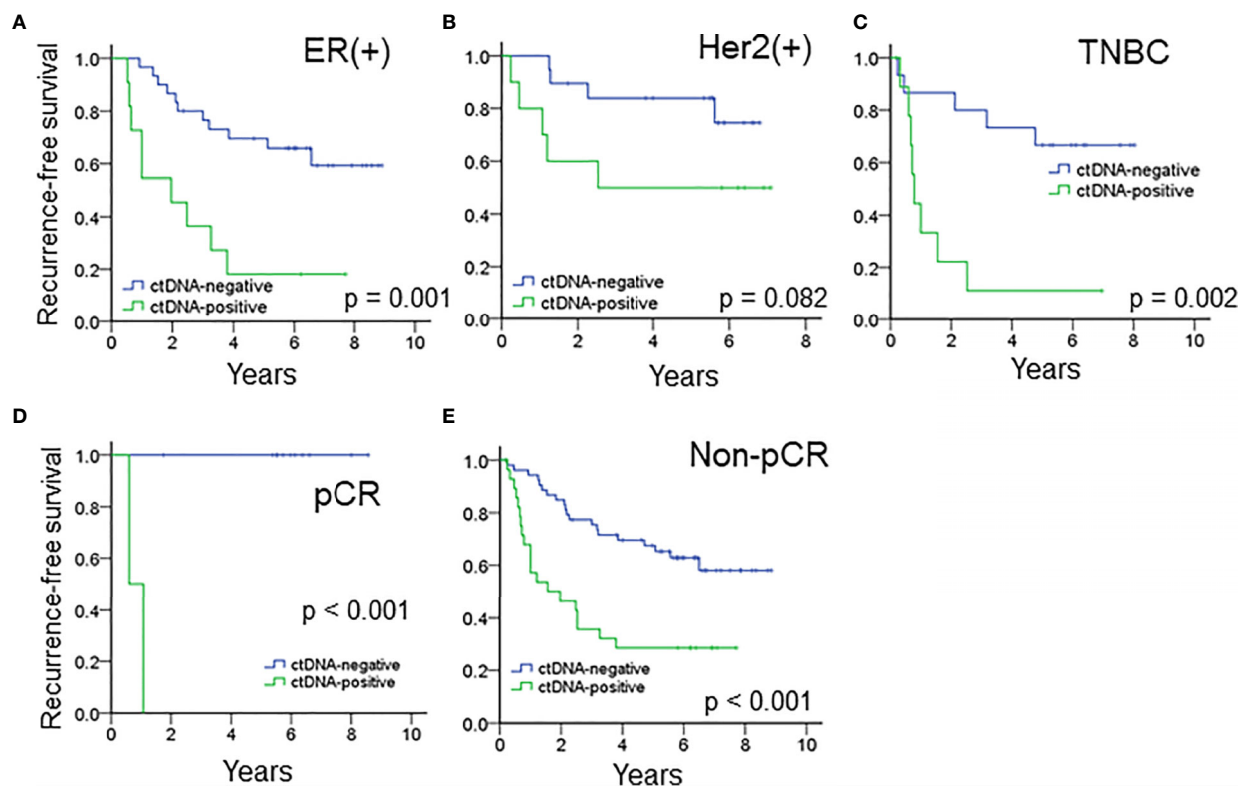 A
ER(+)
Recurrence-free survival
1.0
0.8
0.6
0.4
0.2
0.0
ctDNA-negative
ctDNA-positive
p = 0.001
0 2 4 6 8 10
Years
B
Her2(+)
1.0
0.8
0.6
0.4
0.2
0.0
ctDNA-negative
ctDNA-positive
p = 0.082
0 2 4 6 8
Years
C
TNBC
1.0
0.8
0.6
0.4
0.2
0.0
ctDNA-negative
ctDNA-positive
p = 0.002
0 2 4 6 8 10
Years
D
Recurrence-free survival
1.0
0.8
0.6
0.4
0.2
0.0
pCR
p < 0.001
ctDNA-negative
ctDNA-positive
0 2 4 6 8 10
Years
E
Non-pCR
1.0
0.8
0.6
0.4
0.2
0.0
ctDNA-negative
ctDNA-positive
p < 0.001
0 2 4 6 8 10
Years